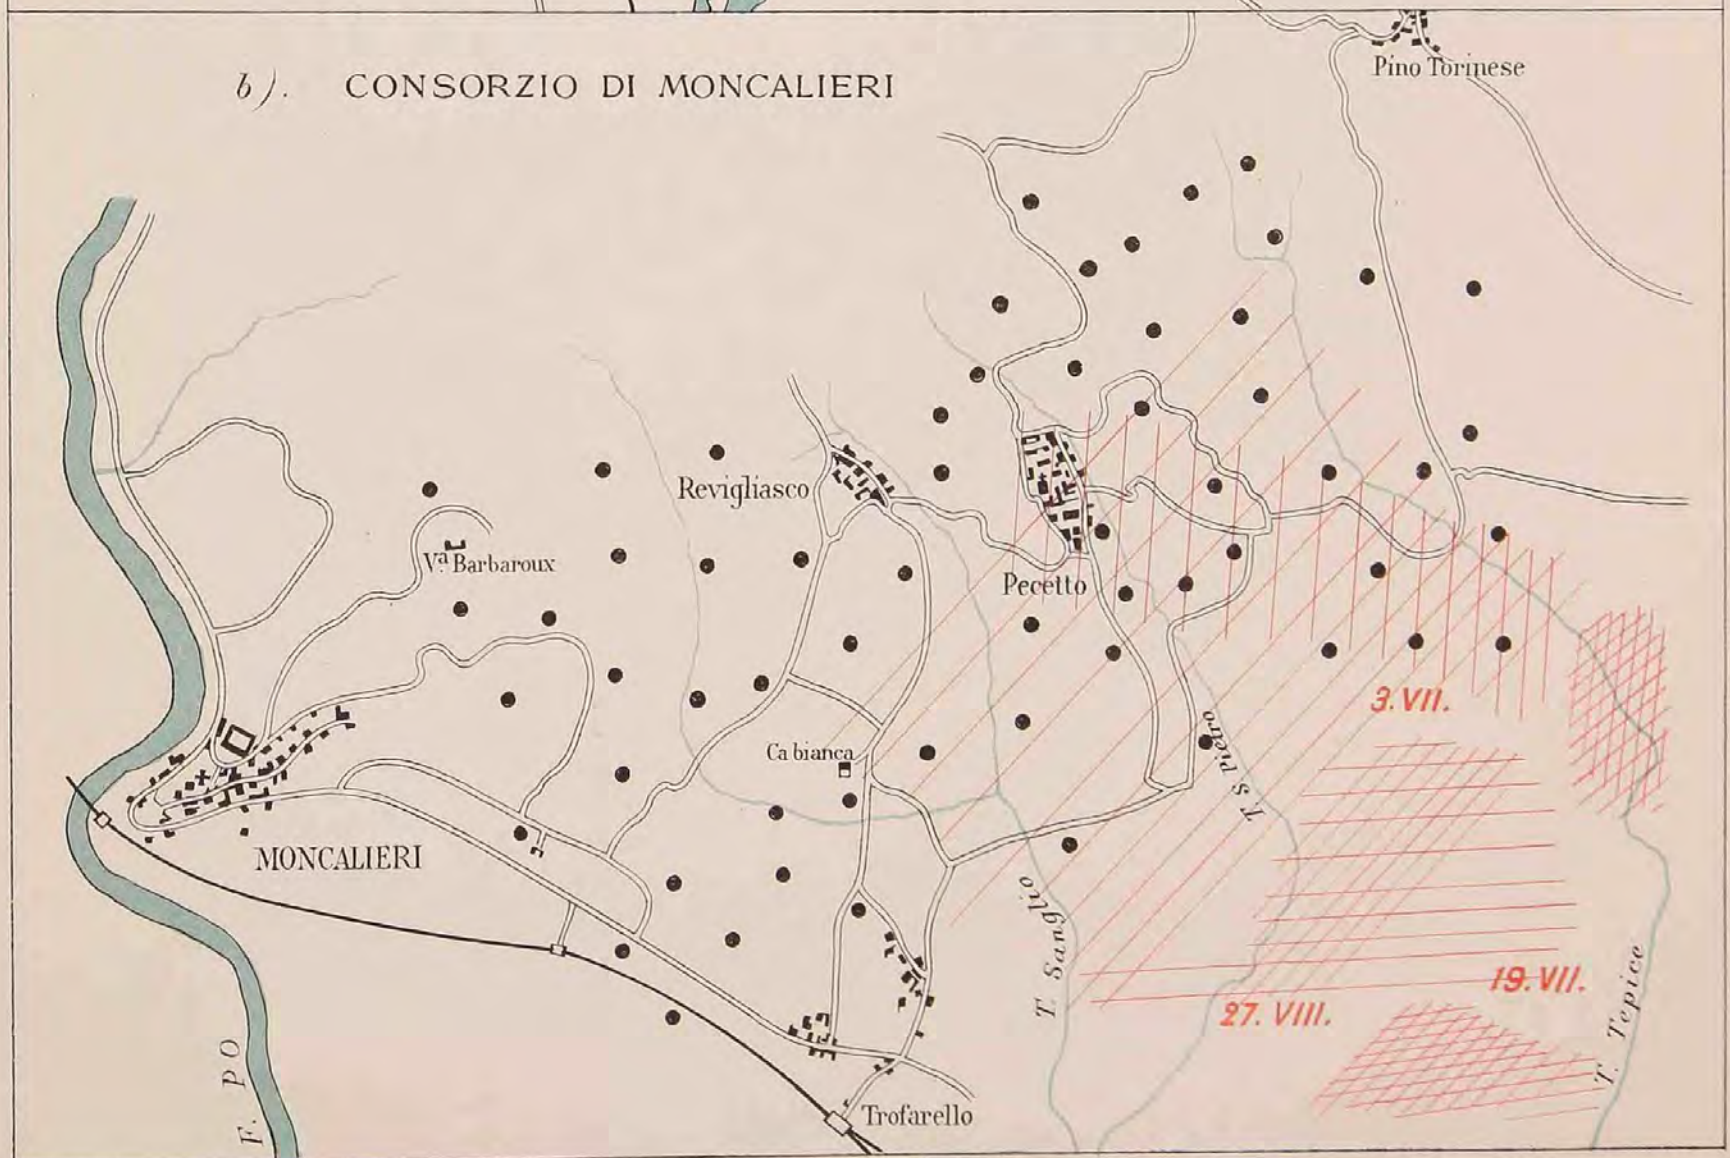 b). CONSORZIO DI MONCALIERI
Pino Torinese
Revigliasco
Vª. Barbaroux
Pecetto
3. VII.
T. S. Pietro
Ca bianca
MONCALIERI
T. Sanglio
19. VII.
27. VIII.
T. Tepice
F. PO
Trofarello